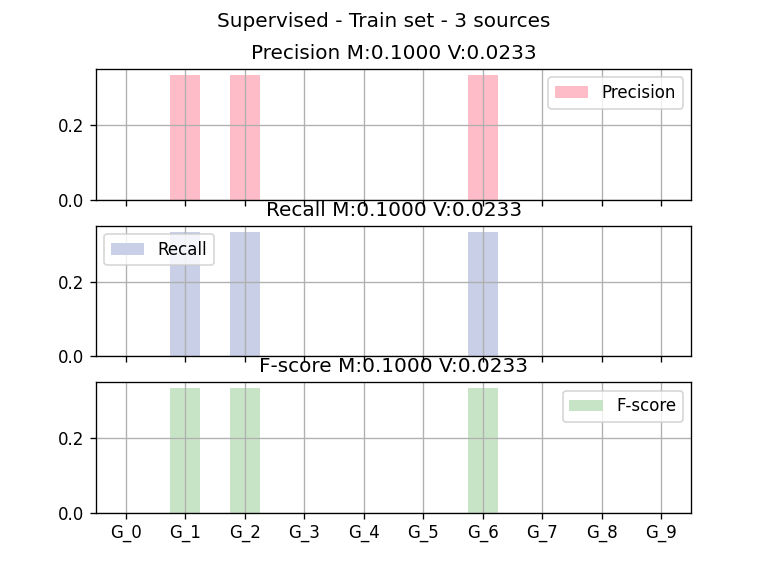 Supervised - Train set - 3 sources
Precision M:0.1000 V:0.0233
Precision
0.2
0.0
Recall M:0.1000 V:0.0233
Recall
0.2
0.0
F-score M:0.1000 V:0.0233
F-score
0.2
0.0
G_0 G_1 G_2 G_3 G_4 G_5 G_6 G_7 G_8 G_9